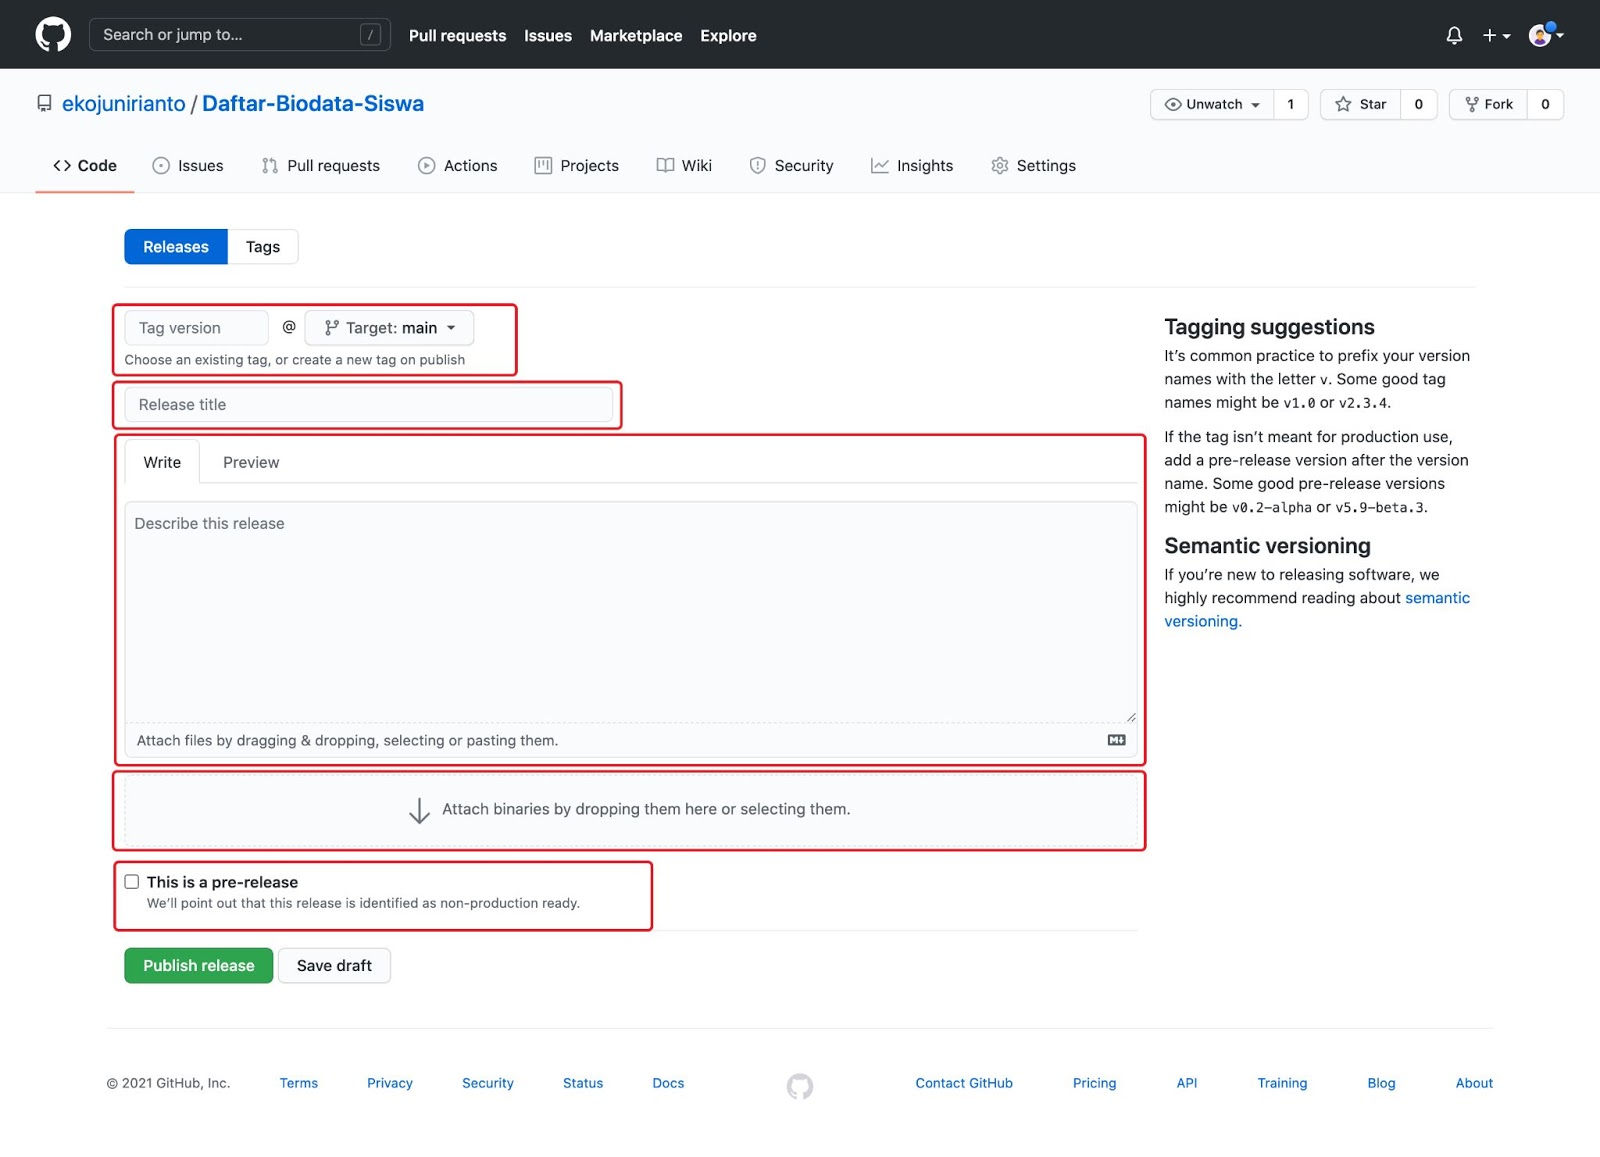 Search or jump to... /
Pull requests Issues Marketplace Explore
ekojunirianto / Daftar-Biodata-Siswa
Unwatch 1 Star 0 Fork 0
Code Issues Pull requests Actions Projects Wiki Security Insights Settings
Releases Tags
Tag version @ Target: main
Choose an existing tag, or create a new tag on publish
Release title
Write Preview
Describe this release
Attach files by dragging & dropping, selecting or pasting them.
Attach binaries by dropping them here or selecting them.
This is a pre-release
We’ll point out that this release is identified as non-production ready.
Publish release Save draft
Tagging suggestions
It’s common practice to prefix your version
names with the letter v. Some good tag
names might be v1.0 or v2.3.4.
If the tag isn’t meant for production use,
add a pre-release version after the version
name. Some good pre-release versions
might be v0.2-alpha or v5.9-beta.3.
Semantic versioning
If you’re new to releasing software, we
highly recommend reading about semantic
versioning.
© 2021 GitHub, Inc. Terms Privacy Security Status Docs Contact GitHub Pricing API Training Blog About